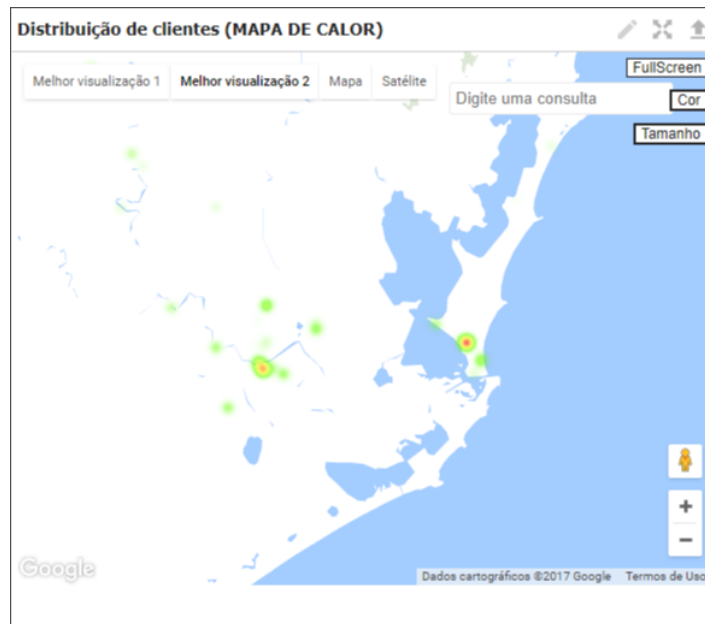 Distribuição de clientes (MAPA DE CALOR)
FullScreen
Melhor visualização 1 Melhor visualização 2 Mapa Satélite
Digite uma consulta
Cor
Tamanho
Google
Dados cartográficos ©2017 Google Termos de Uso